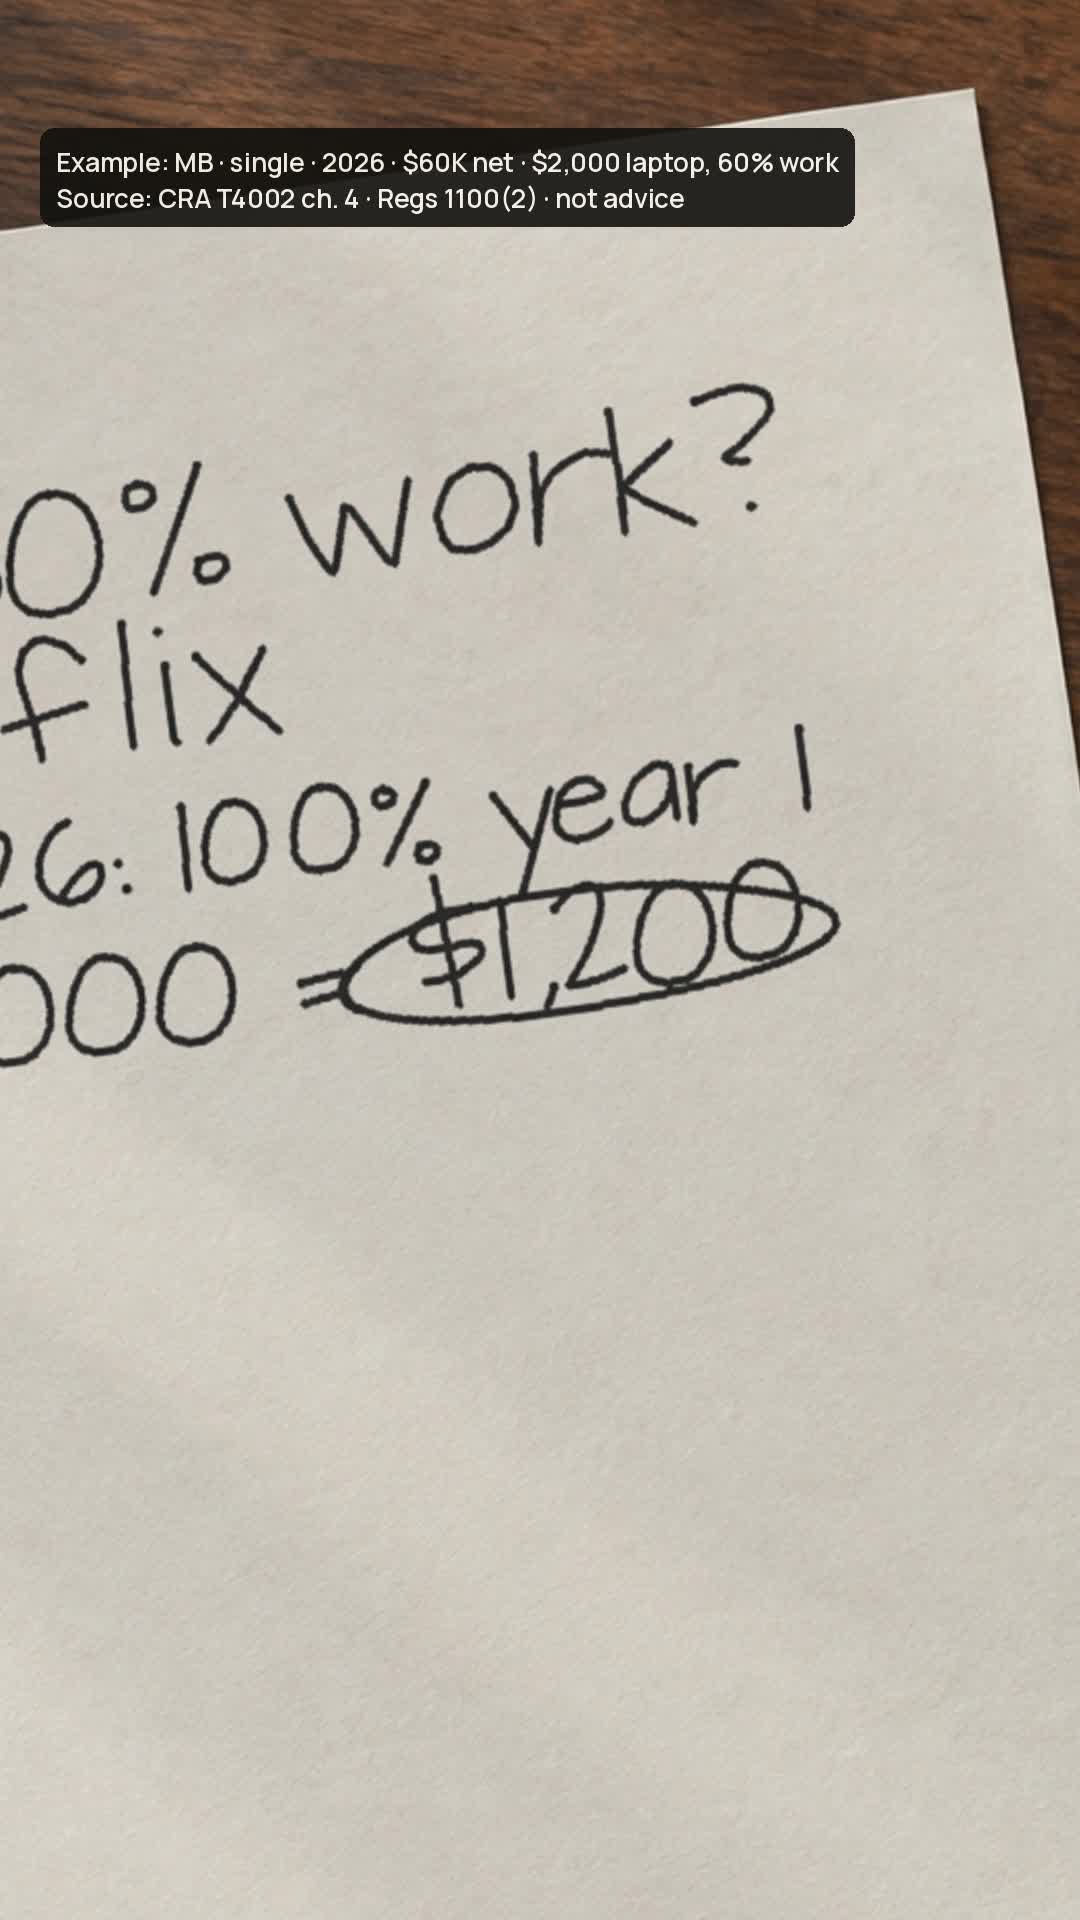 Example: MB · single · 2026 · $60K net · $2,000 laptop, 60% work
Source: CRA T4002 ch. 4 · Regs 1100(2) · not advice
0% work?
flix
26: 100% year 1
000 = $1,200